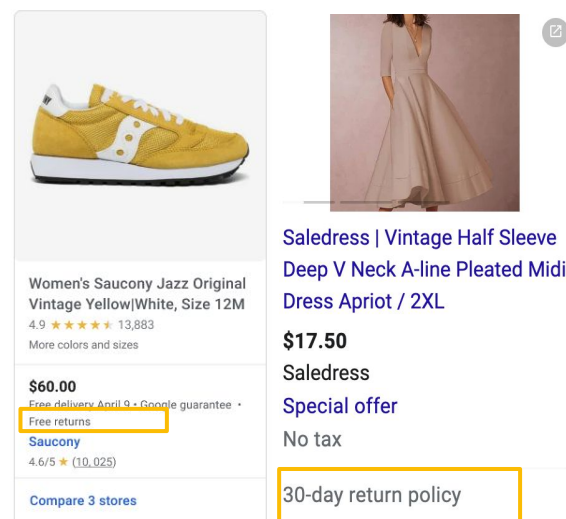 Women's Saucony Jazz Original
Vintage Yellow|White, Size 12M
4.9 ★★★★★ 13,883
More colors and sizes
$60.00
Free delivery April 9 • Google guarantee •
Free returns
Saucony
4.6/5 ★ (10, 025)
Compare 3 stores
Saledress | Vintage Half Sleeve
Deep V Neck A-line Pleated Midi
Dress Apriot / 2XL
$17.50
Saledress
Special offer
No tax
30-day return policy